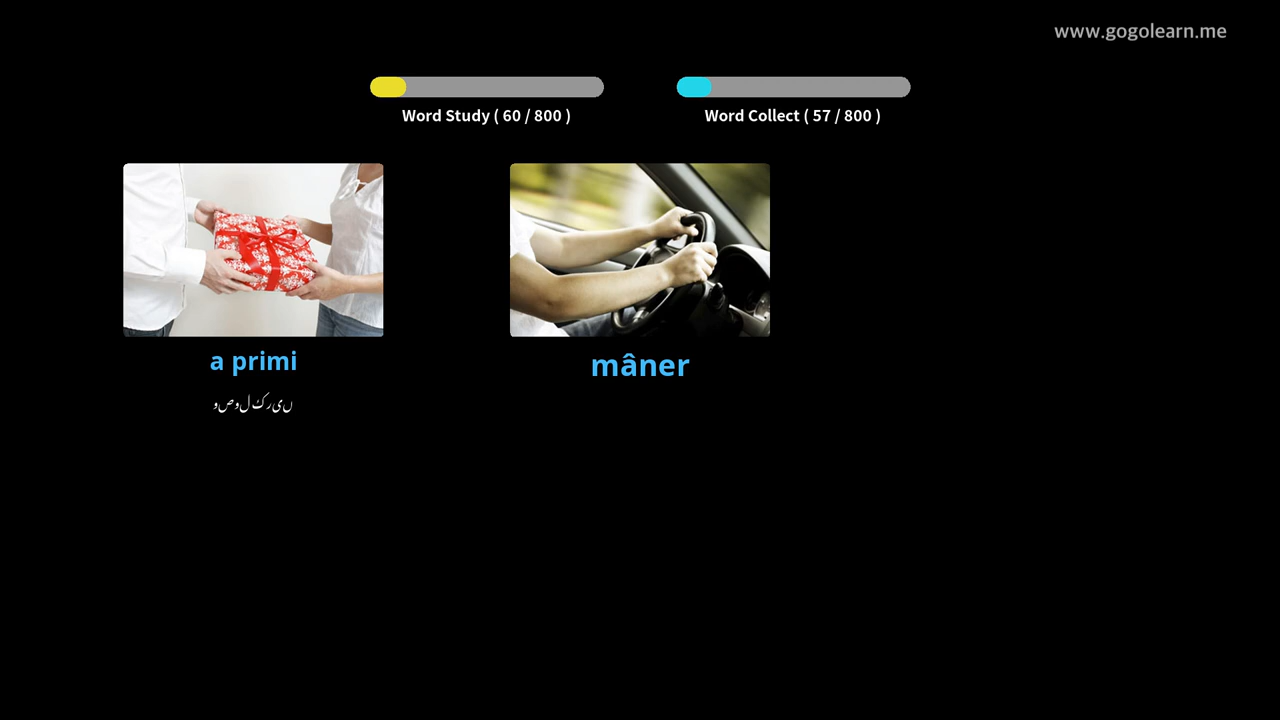 www.gogolearn.me
Word Study ( 60 / 800 )
Word Collect ( 57 / 800 )
a primi
mâner
وصول کریں